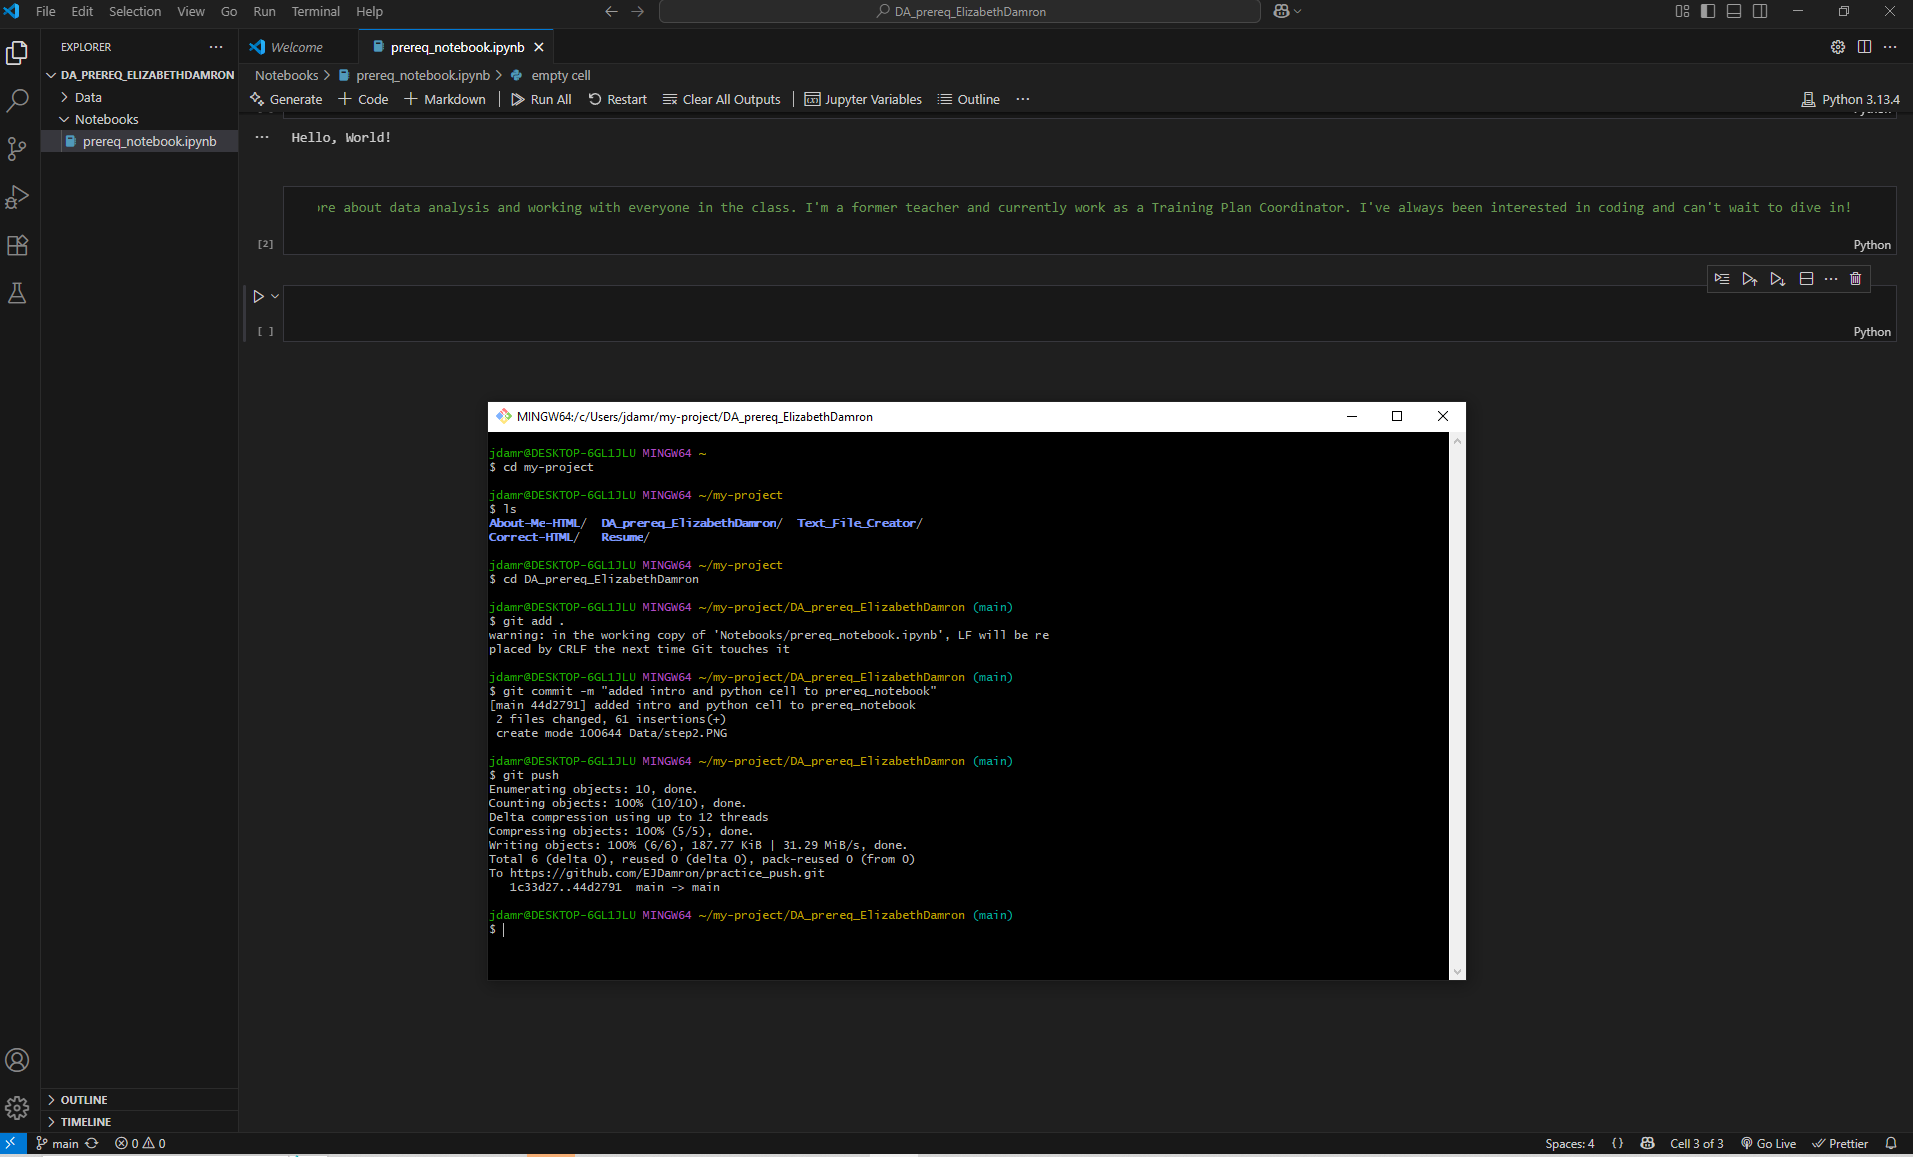 File Edit Selection View Go Run Terminal Help
DA_prereq_ElizabethDamron
EXPLORER
Welcome
prereq_notebook.ipynb
DA_PREREQ_ELIZABETHDAMRON
Data
Notebooks
prereq_notebook.ipynb
Notebooks > prereq_notebook.ipynb > empty cell
Generate + Code + Markdown | Run All Restart Clear All Outputs | Jupyter Variables Outline ...
Python 3.13.4
... Hello, World!
re about data analysis and working with everyone in the class. I'm a former teacher and currently work as a Training Plan Coordinator. I've always been interested in coding and can't wait to dive in!
[2]
Python
[ ]
Python
MINGW64:/c/Users/jdamr/my-project/DA_prereq_ElizabethDamron
jdamr@DESKTOP-6GL1JLU MINGW64 ~
$ cd my-project
jdamr@DESKTOP-6GL1JLU MINGW64 ~/my-project
$ ls
About-Me-HTML/  DA_prereq_ElizabethDamron/  Text_File_Creator/
Correct-HTML/   Resume/
jdamr@DESKTOP-6GL1JLU MINGW64 ~/my-project
$ cd DA_prereq_ElizabethDamron
jdamr@DESKTOP-6GL1JLU MINGW64 ~/my-project/DA_prereq_ElizabethDamron (main)
$ git add .
warning: in the working copy of 'Notebooks/prereq_notebook.ipynb', LF will be re
placed by CRLF the next time Git touches it
jdamr@DESKTOP-6GL1JLU MINGW64 ~/my-project/DA_prereq_ElizabethDamron (main)
$ git commit -m "added intro and python cell to prereq_notebook"
[main 44d2791] added intro and python cell to prereq_notebook
 2 files changed, 61 insertions(+)
 create mode 100644 Data/step2.PNG
jdamr@DESKTOP-6GL1JLU MINGW64 ~/my-project/DA_prereq_ElizabethDamron (main)
$ git push
Enumerating objects: 10, done.
Counting objects: 100% (10/10), done.
Delta compression using up to 12 threads
Compressing objects: 100% (5/5), done.
Writing objects: 100% (6/6), 187.77 KiB | 31.29 MiB/s, done.
Total 6 (delta 0), reused 0 (delta 0), pack-reused 0 (from 0)
To https://github.com/EJDamron/practice_push.git
   1c33d27..44d2791  main -> main
jdamr@DESKTOP-6GL1JLU MINGW64 ~/my-project/DA_prereq_ElizabethDamron (main)
$
OUTLINE
TIMELINE
main 0 0
Spaces: 4 {} Cell 3 of 3 Go Live Prettier